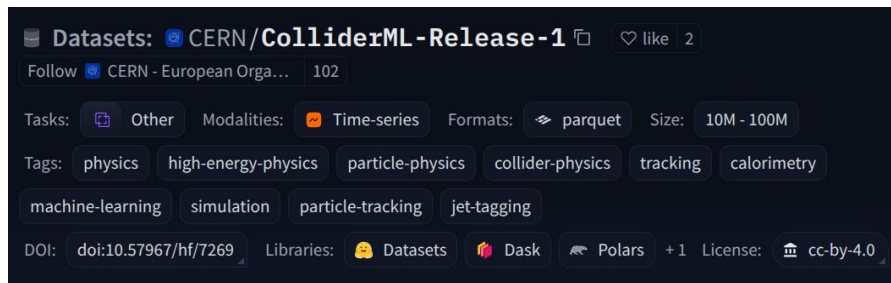 Datasets: CERN/ColliderML-Release-1 like 2
Follow CERN - European Orga... 102
Tasks: Other Modalities: Time-series Formats: parquet Size: 10M - 100M
Tags: physics high-energy-physics particle-physics collider-physics tracking calorimetry
machine-learning simulation particle-tracking jet-tagging
DOI: doi:10.57967/hf/7269 Libraries: Datasets Dask Polars +1 License: cc-by-4.0